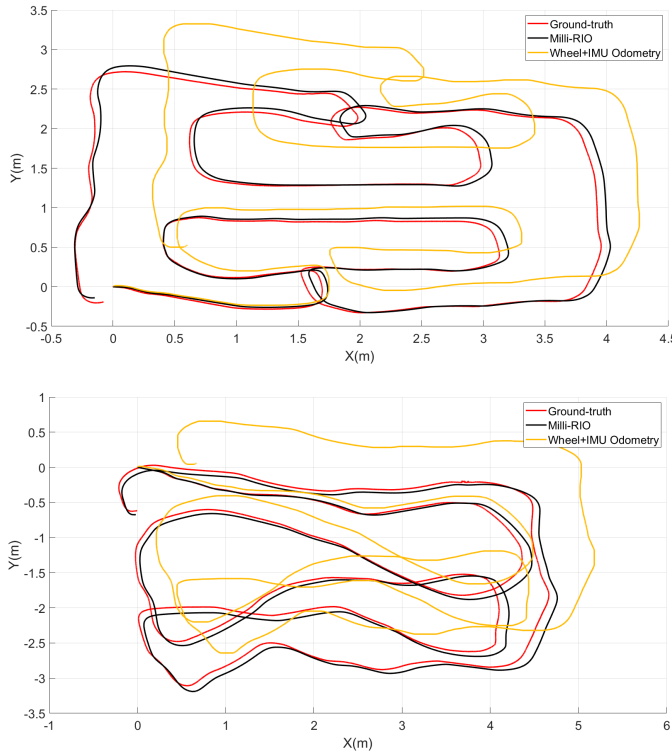 3.5
3
2.5
2
1.5
1
0.5
0
-0.5
Y(m)
Ground-truth
Milli-RIO
Wheel+IMU Odometry
-0.5 0 0.5 1 1.5 2 2.5 3 3.5 4 4.5
X(m)
1
0.5
0
-0.5
-1
-1.5
-2
-2.5
-3
-3.5
Y(m)
Ground-truth
Milli-RIO
Wheel+IMU Odometry
-1 0 1 2 3 4 5 6
X(m)